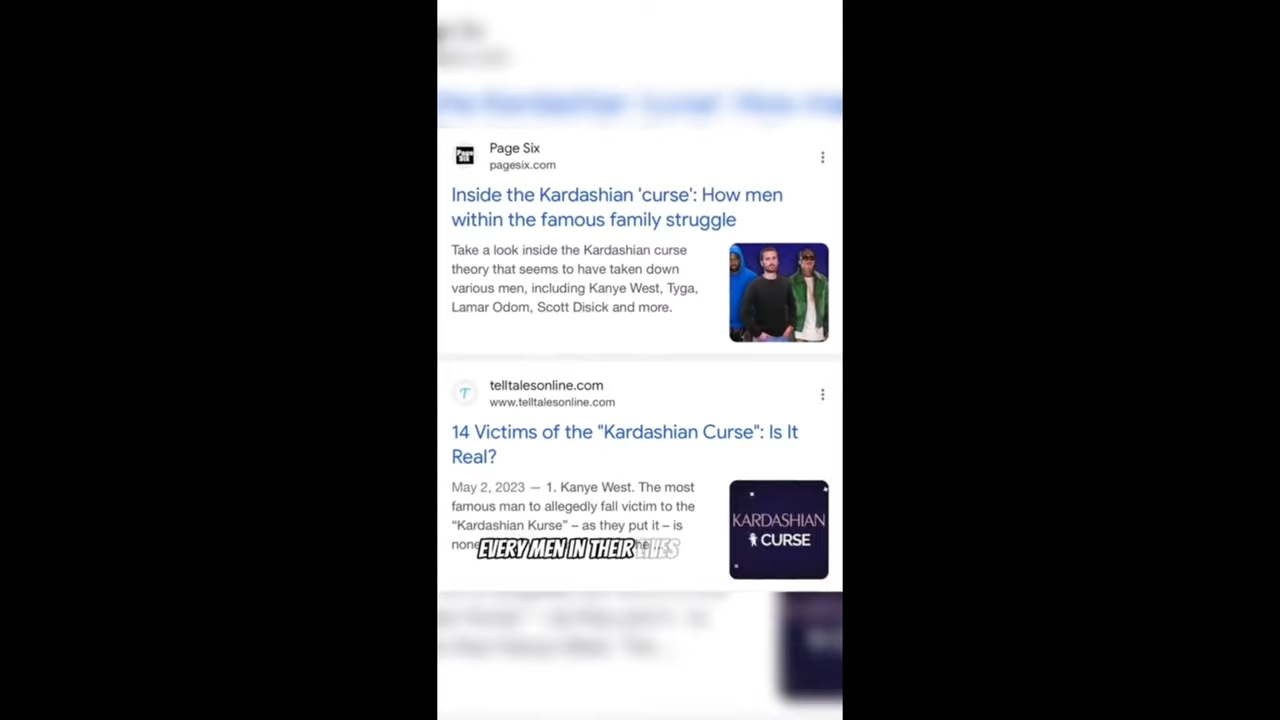 Page Six
pagesix.com
Inside the Kardashian 'curse': How men
within the famous family struggle
Take a look inside the Kardashian curse
theory that seems to have taken down
various men, including Kanye West, Tyga,
Lamar Odom, Scott Disick and more.
telltalesonline.com
www.telltalesonline.com
14 Victims of the "Kardashian Curse": Is It
Real?
May 2, 2023 — 1. Kanye West. The most
famous man to allegedly fall victim to the
“Kardashian Kurse” – as they put it – is
EVERY MEN IN THEIR LIVES
KARDASHIAN
CURSE